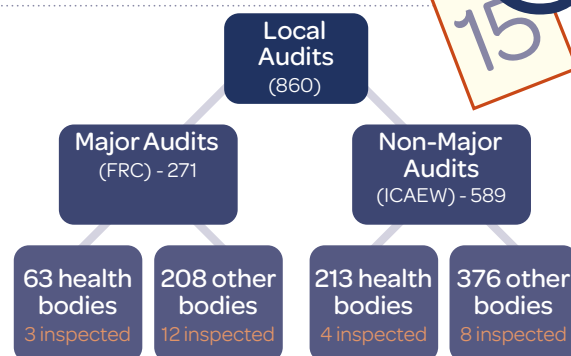 15
Local
Audits
(860)
Major Audits
(FRC) - 271
Non-Major
Audits
(ICAEW) - 589
63 health
bodies
3 inspected
208 other
bodies
12 inspected
213 health
bodies
4 inspected
376 other
bodies
8 inspected